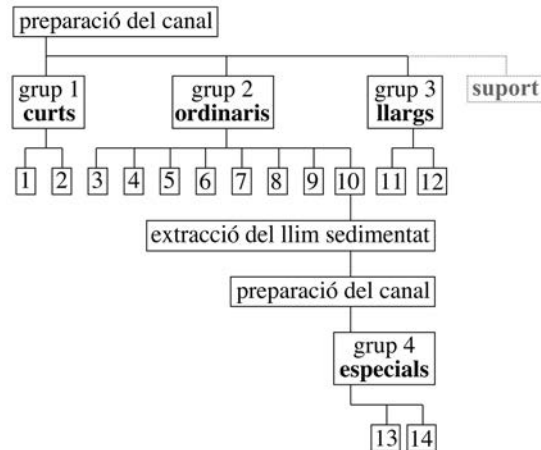 preparació del canal
grup 1
curts
grup 2
ordinaris
grup 3
llargs
suport
1 2 3 4 5 6 7 8 9 10 11 12
extracció del llim sedimentat
preparació del canal
grup 4
especials
13 14